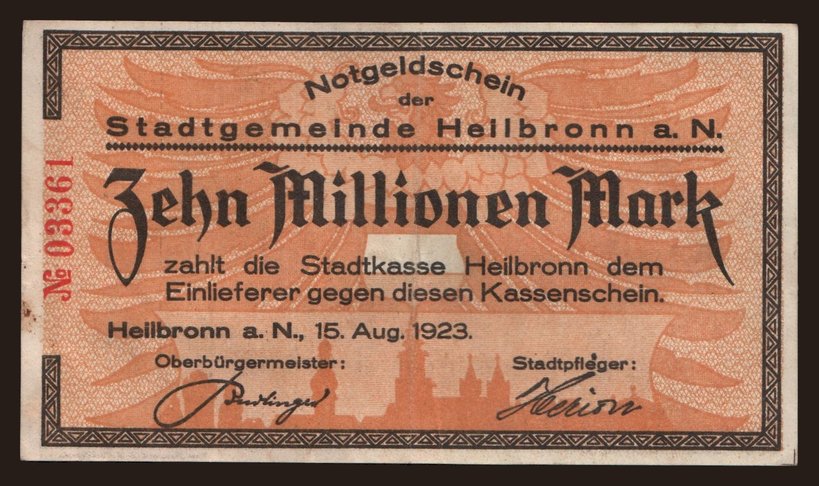 Notgeldschein
der
Stadtgemeinde Heilbronn a. N.
Zehn Millionen Mark
zahlt die Stadtkasse Heilbronn dem
Einlieferer gegen diesen Kassenschein.
Heilbronn a. N., 15. Aug. 1923.
Oberbürgermeister: Stadtpfleger:
№ 03361